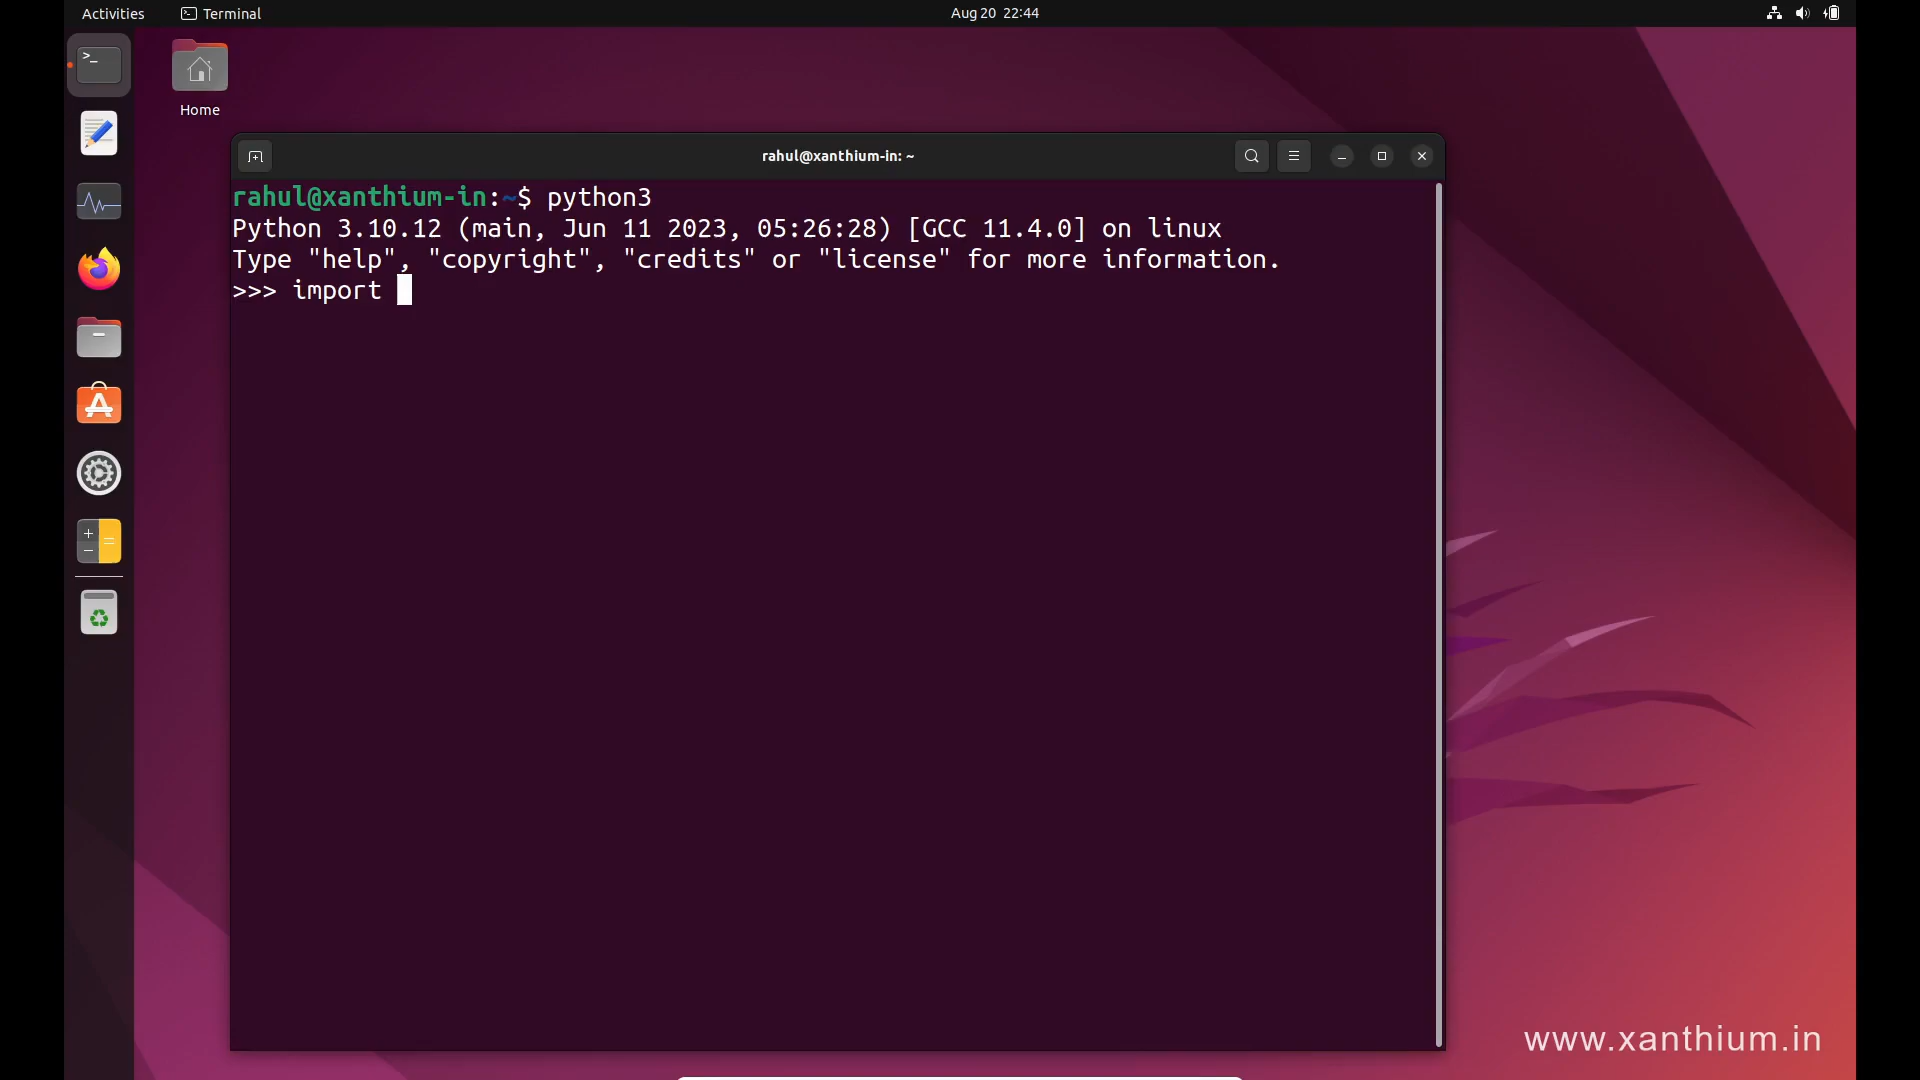 Activities Terminal Aug 20 22:44
Home
rahul@xanthium-in: ~
rahul@xanthium-in:~$ python3
Python 3.10.12 (main, Jun 11 2023, 05:26:28) [GCC 11.4.0] on linux
Type "help", "copyright", "credits" or "license" for more information.
>>> import
www.xanthium.in